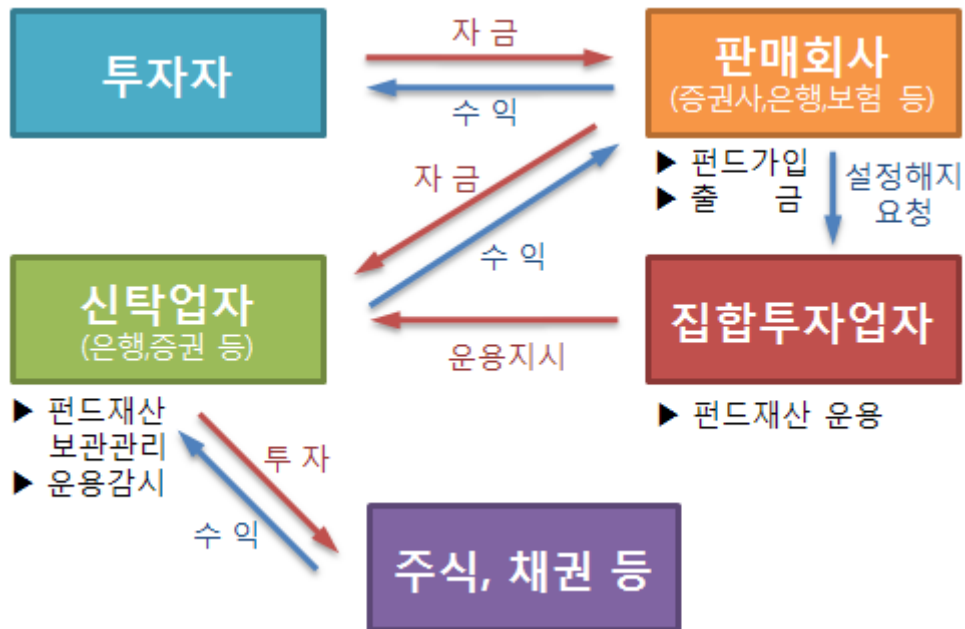 투자자
자 금
수 익
판매회사
(증권사,은행,보험 등)
▶ 펀드가입
▶ 출 금
설정해지
요청
자 금
수 익
신탁업자
(은행,증권 등)
운용지시
집합투자업자
▶ 펀드재산
보관관리
▶ 운용감시
▶ 펀드재산 운용
투 자
수 익
주식, 채권 등